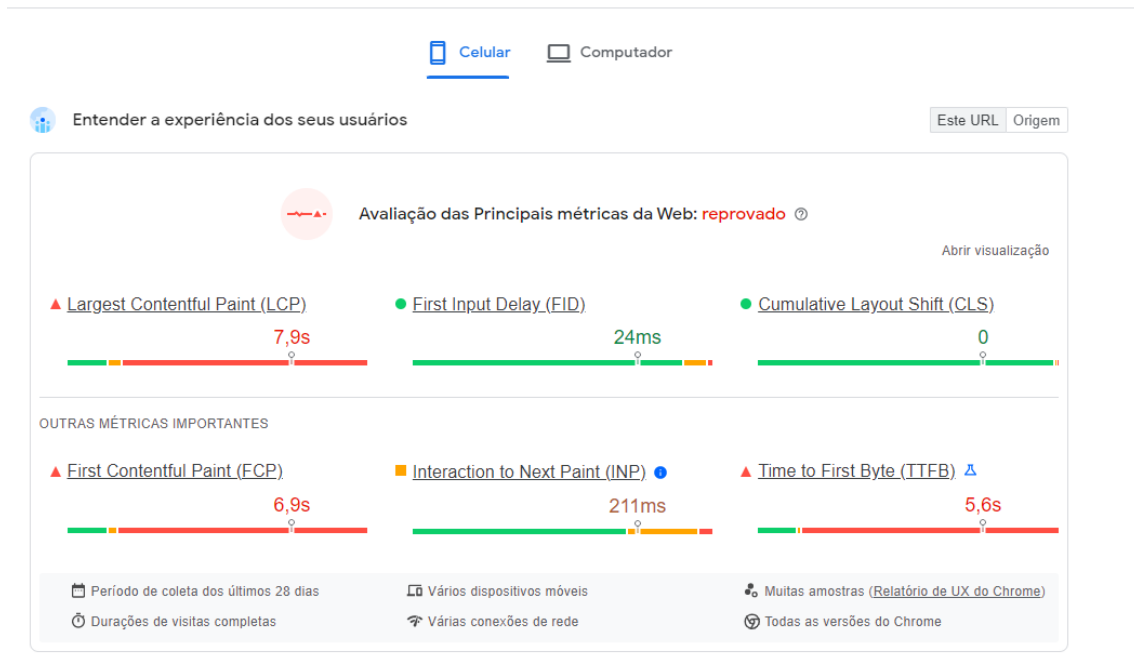 Celular Computador
Entender a experiência dos seus usuários Este URL Origem
Avaliação das Principais métricas da Web: reprovado
Abrir visualização
Largest Contentful Paint (LCP) First Input Delay (FID) Cumulative Layout Shift (CLS)
7,9s 24ms 0
OUTRAS MÉTRICAS IMPORTANTES
First Contentful Paint (FCP) Interaction to Next Paint (INP) Time to First Byte (TTFB)
6,9s 211ms 5,6s
Período de coleta dos últimos 28 dias Vários dispositivos móveis Muitas amostras (Relatório de UX do Chrome)
Durações de visitas completas Várias conexões de rede Todas as versões do Chrome